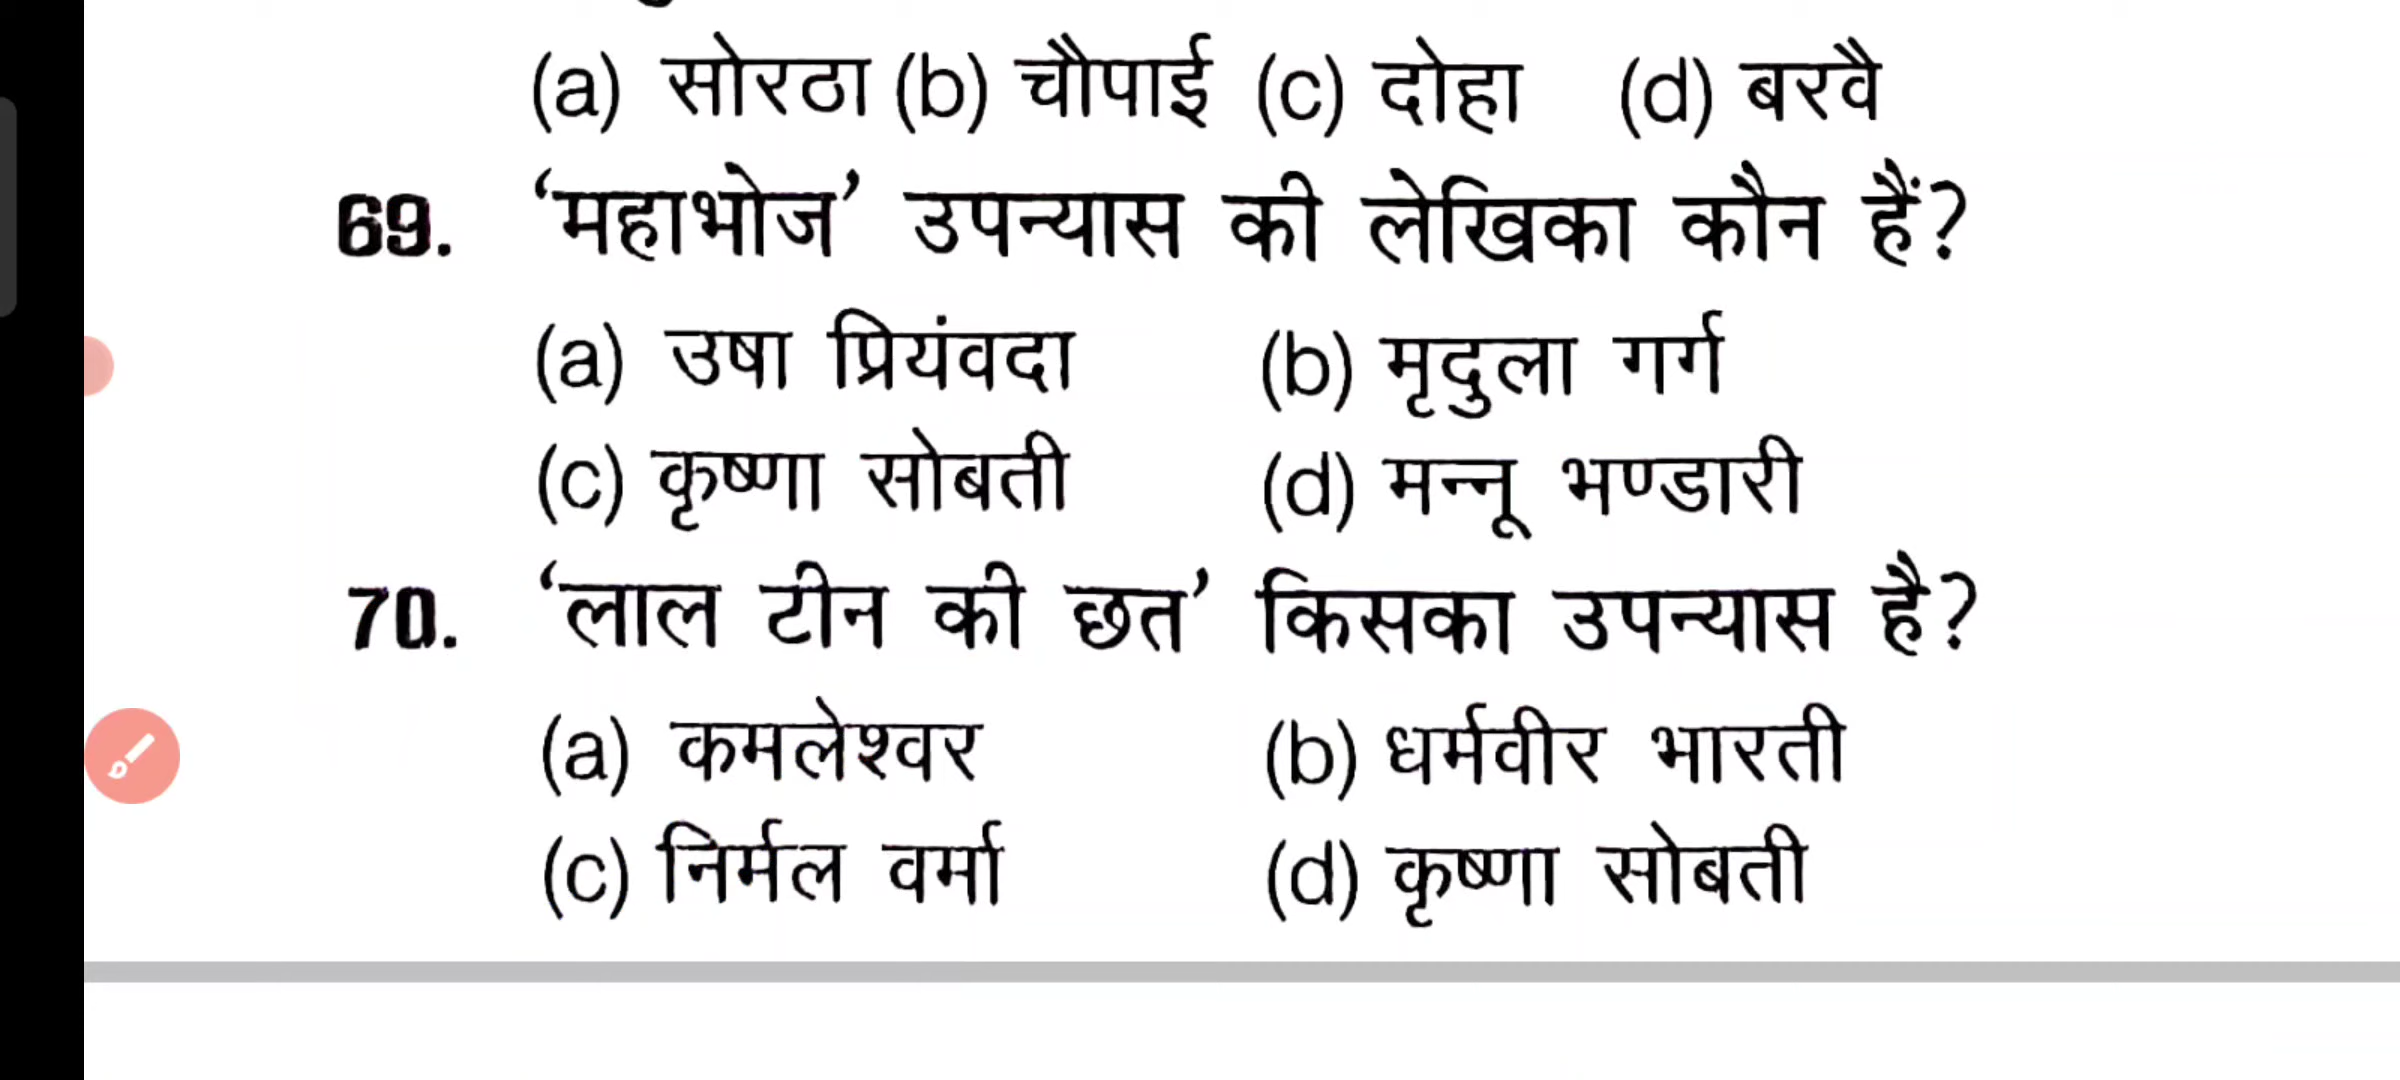 (a) सोरठा (b) चौपाई (c) दोहा (d) बरवै
69. ‘महाभोज’ उपन्यास की लेखिका कौन हैं?
(a) उषा प्रियंवदा (b) मृदुला गर्ग
(c) कृष्णा सोबती (d) मन्नू भण्डारी
70. ‘लाल टीन की छत’ किसका उपन्यास है?
(a) कमलेश्वर (b) धर्मवीर भारती
(c) निर्मल वर्मा (d) कृष्णा सोबती